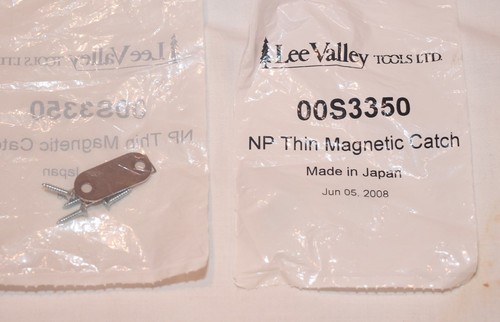 Lee Valley TOOLS LTD.
00S3350
NP Thin Magnetic Catch
Made in Japan
Jun 05. 2008
Lee Valley TOOLS LTD.
00S3350
NP Thin Magnetic Catch
Japan